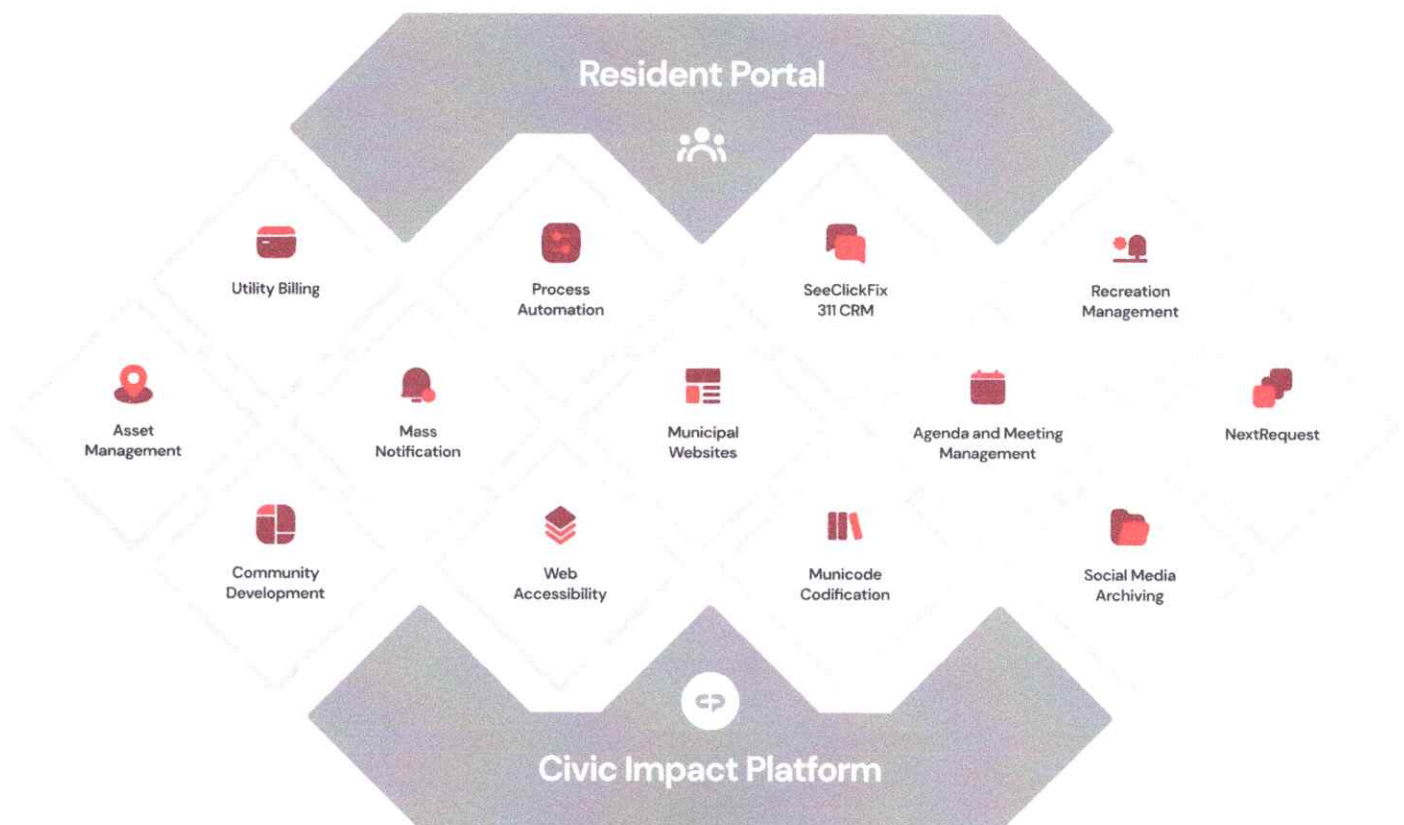 Resident Portal
Utility Billing
Process
Automation
SeeClickFix
311 CRM
Recreation
Management
Asset
Management
Mass
Notification
Municipal
Websites
Agenda and Meeting
Management
NextRequest
Community
Development
Web
Accessibility
Municode
Codification
Social Media
Archiving
Civic Impact Platform